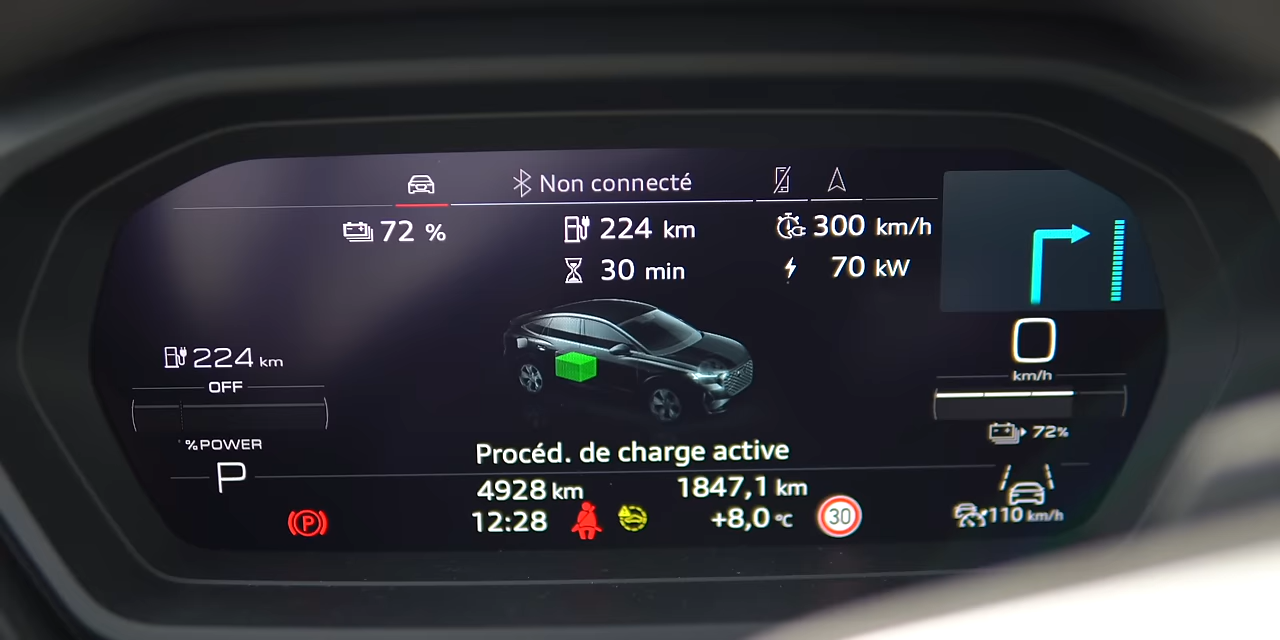 Non connecté
72 %
224 km
300 km/h
30 min
70 kW
224 km
OFF
% POWER
P
0
km/h
72%
Procéd. de charge active
4928 km
1847,1 km
P
12:28
+8,0 °C
30
110 km/h